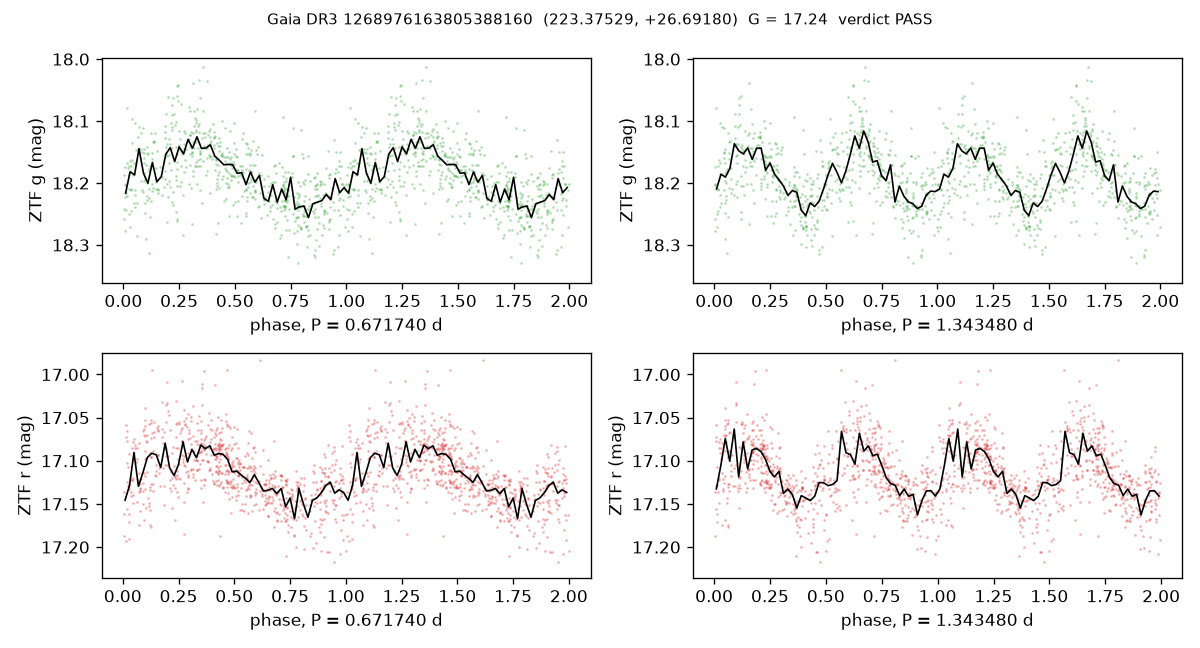 Gaia DR3 1268976163805388160  (223.37529, +26.69180)  G = 17.24  verdict PASS
ZTF g (mag)
18.0
18.1
18.2
18.3
0.00 0.25 0.50 0.75 1.00 1.25 1.50 1.75 2.00
phase, P = 0.671740 d
ZTF g (mag)
18.0
18.1
18.2
18.3
0.00 0.25 0.50 0.75 1.00 1.25 1.50 1.75 2.00
phase, P = 1.343480 d
ZTF r (mag)
17.00
17.05
17.10
17.15
17.20
0.00 0.25 0.50 0.75 1.00 1.25 1.50 1.75 2.00
phase, P = 0.671740 d
ZTF r (mag)
17.00
17.05
17.10
17.15
17.20
0.00 0.25 0.50 0.75 1.00 1.25 1.50 1.75 2.00
phase, P = 1.343480 d